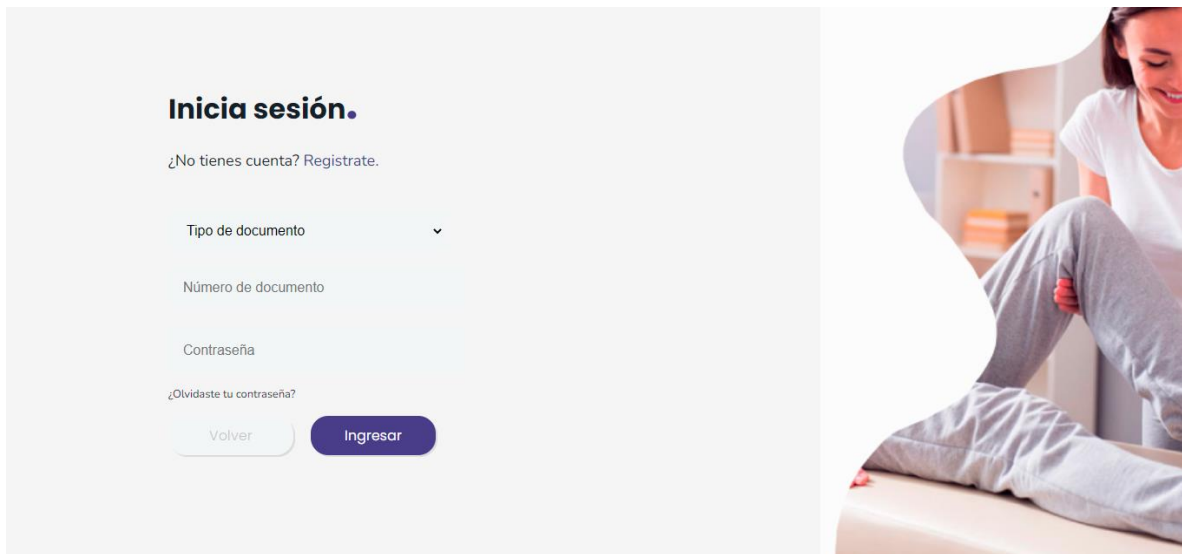 Inicia sesión.
¿No tienes cuenta? Registrate.
Tipo de documento
Número de documento
Contraseña
¿Olvidaste tu contraseña?
Volver Ingresar